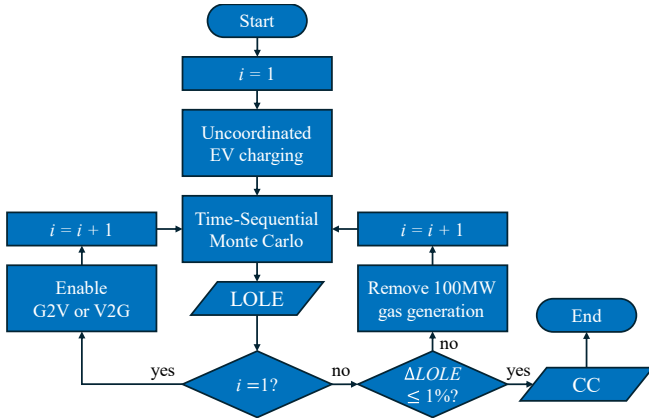 Start
i = 1
Uncoordinated
EV charging
Time-Sequential
Monte Carlo
i = i + 1
i = i + 1
Enable
G2V or V2G
LOLE
Remove 100MW
gas generation
End
yes
i =1?
no
no
ΔLOLE
≤ 1%?
yes
CC